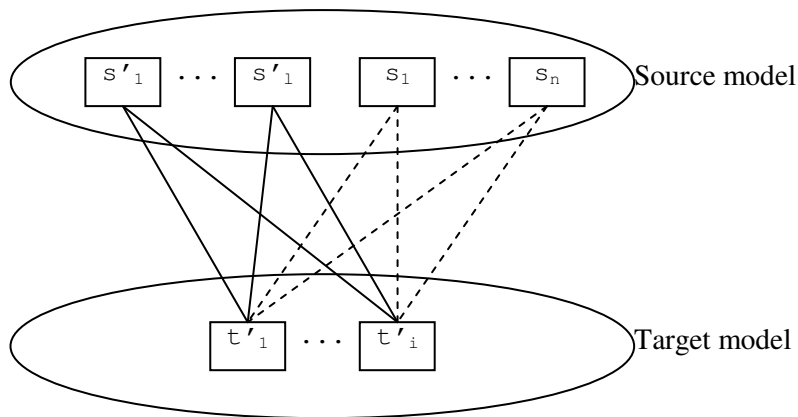 s′₁ ... s′ₗ s₁ ... sₙ Source model
t′₁ ... t′ᵢ Target model